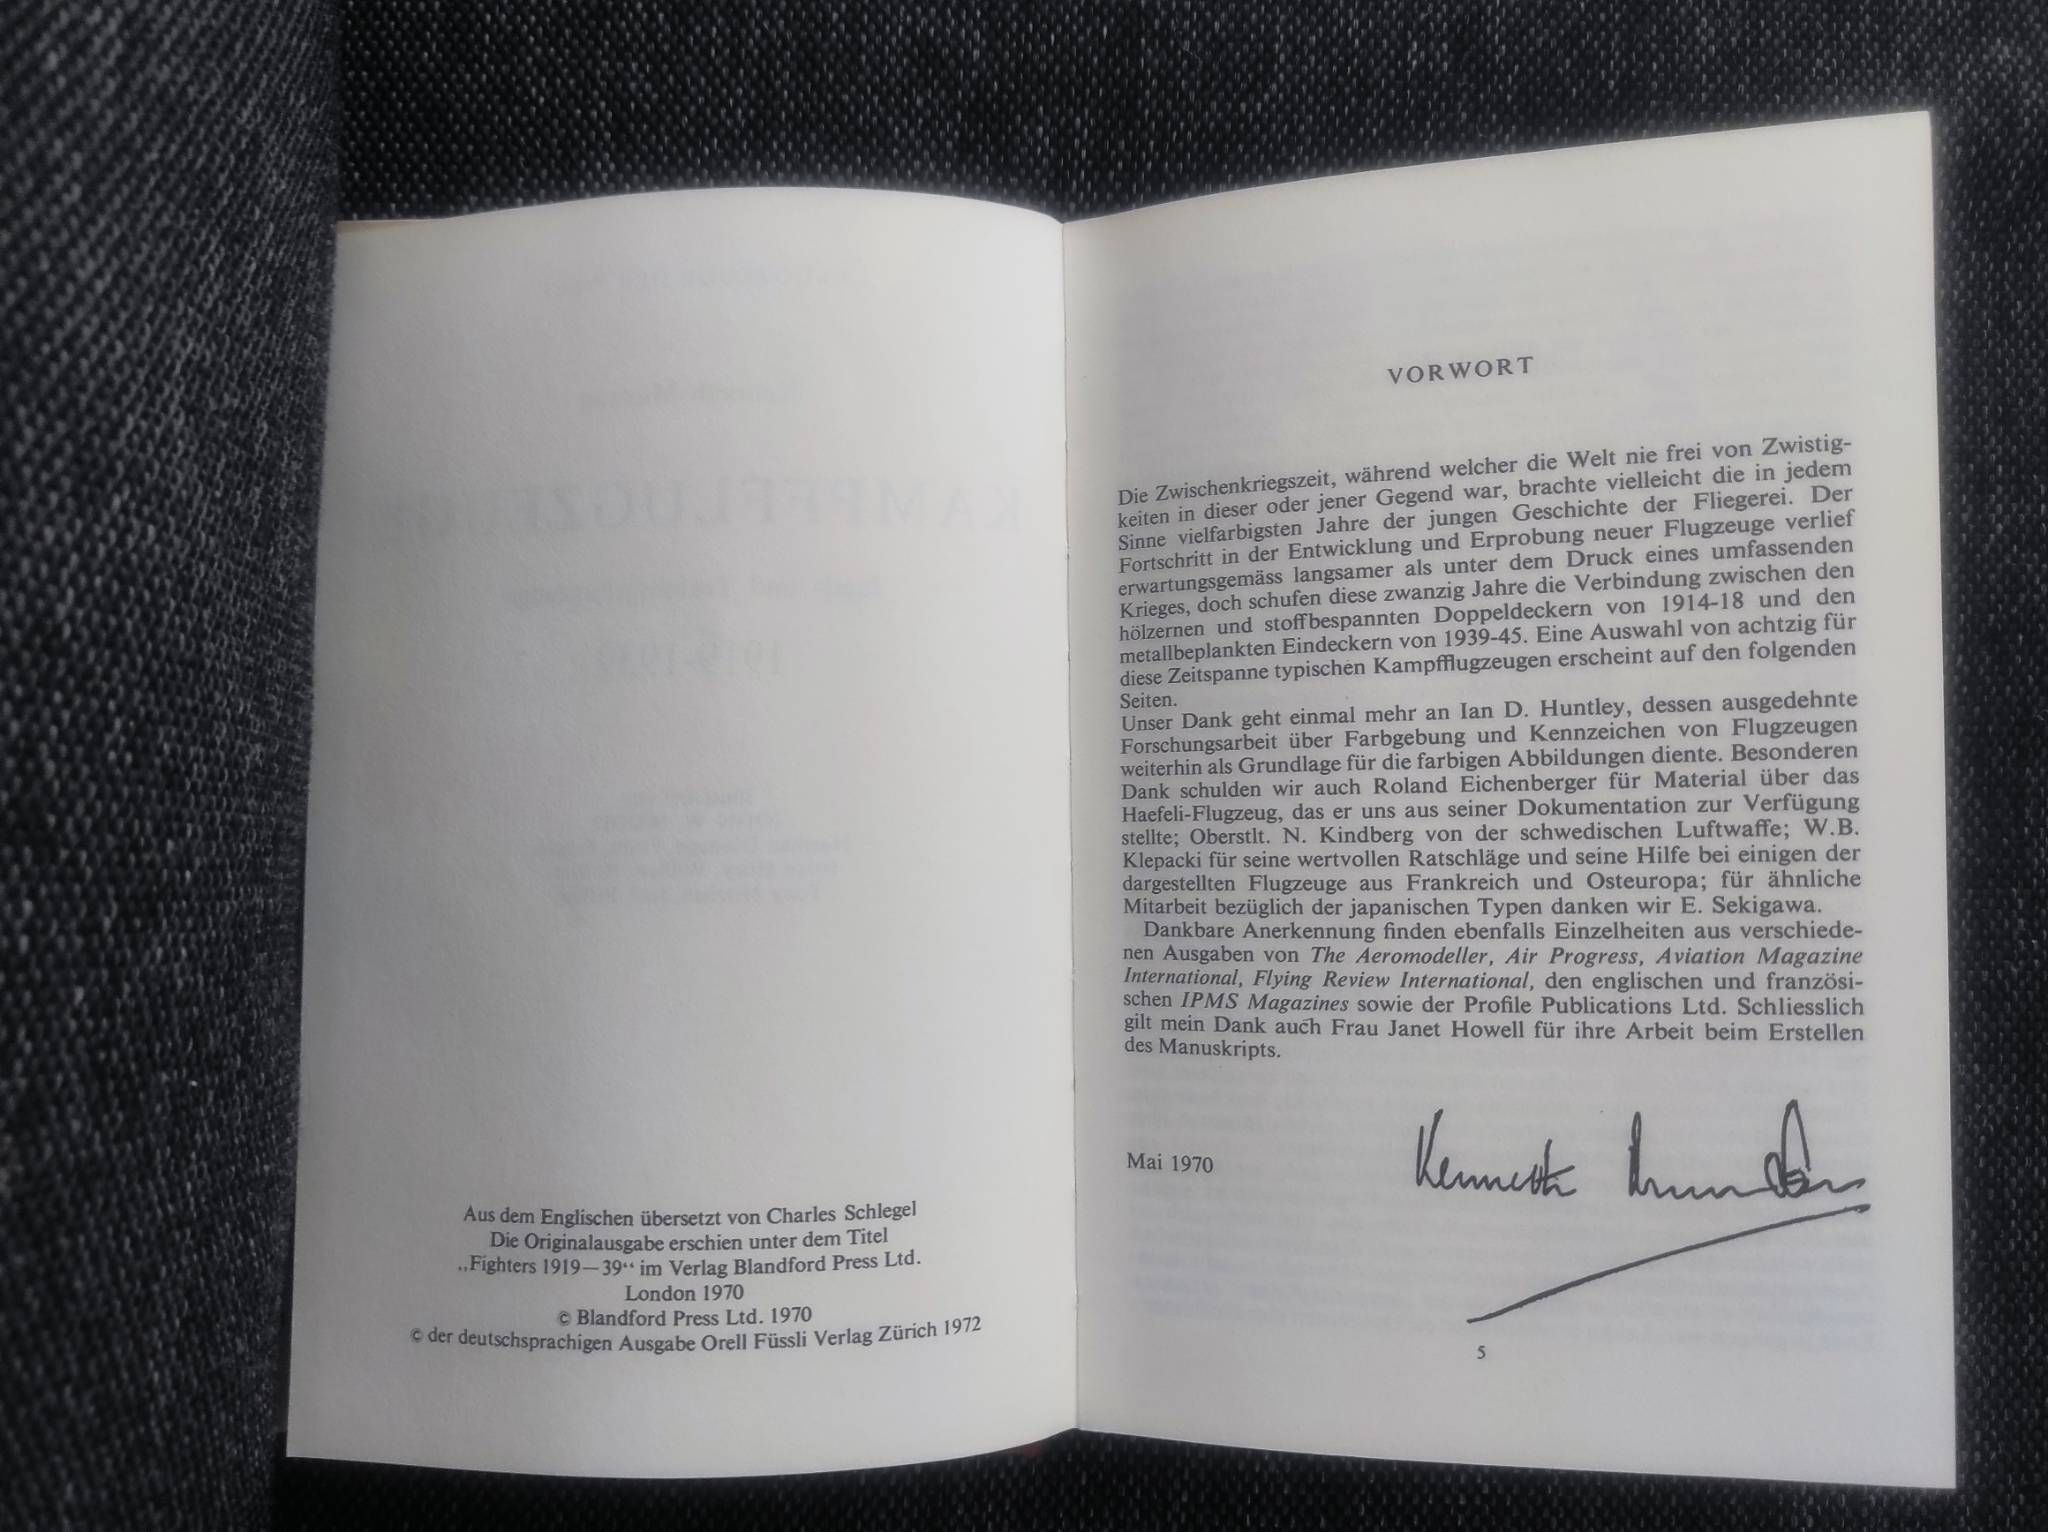 Aus dem Englischen übersetzt von Charles Schlegel
Die Originalausgabe erschien unter dem Titel
„Fighters 1919—39“ im Verlag Blandford Press Ltd.
London 1970
© Blandford Press Ltd. 1970
© der deutschsprachigen Ausgabe Orell Füssli Verlag Zürich 1972
VORWORT
Die Zwischenkriegszeit, während welcher die Welt nie frei von Zwistig-
keiten in dieser oder jener Gegend war, brachte vielleicht die in jedem
Sinne vielfarbigsten Jahre der jungen Geschichte der Fliegerei. Der
Fortschritt in der Entwicklung und Erprobung neuer Flugzeuge verlief
erwartungsgemäss langsamer als unter dem Druck eines umfassenden
Krieges, doch schufen diese zwanzig Jahre die Verbindung zwischen den
hölzernen und stoffbespannten Doppeldeckern von 1914-18 und den
metallbeplankten Eindeckern von 1939-45. Eine Auswahl von achtzig für
diese Zeitspanne typischen Kampfflugzeugen erscheint auf den folgenden
Seiten.
Unser Dank geht einmal mehr an Ian D. Huntley, dessen ausgedehnte
Forschungsarbeit über Farbgebung und Kennzeichen von Flugzeugen
weiterhin als Grundlage für die farbigen Abbildungen diente. Besonderen
Dank schulden wir auch Roland Eichenberger für Material über das
Haefeli-Flugzeug, das er uns aus seiner Dokumentation zur Verfügung
stellte; Oberstlt. N. Kindberg von der schwedischen Luftwaffe; W.B.
Klepacki für seine wertvollen Ratschläge und seine Hilfe bei einigen der
dargestellten Flugzeuge aus Frankreich und Osteuropa; für ähnliche
Mitarbeit bezüglich der japanischen Typen danken wir E. Sekigawa.
Dankbare Anerkennung finden ebenfalls Einzelheiten aus verschiede-
nen Ausgaben von The Aeromodeller, Air Progress, Aviation Magazine
International, Flying Review International, den englischen und französi-
schen IPMS Magazines sowie der Profile Publications Ltd. Schliesslich
gilt mein Dank auch Frau Janet Howell für ihre Arbeit beim Erstellen
des Manuskripts.
Mai 1970
Kenneth
5